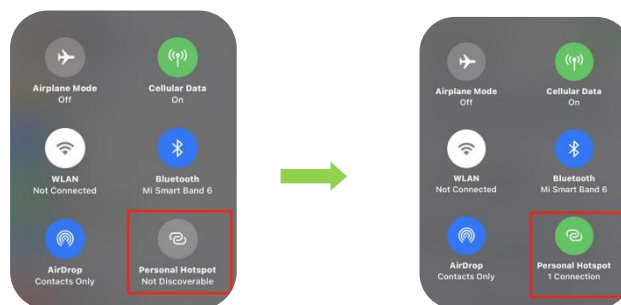 Airplane Mode
Off
Cellular Data
On
WLAN
Not Connected
Bluetooth
Mi Smart Band 6
AirDrop
Contacts Only
Personal Hotspot
Not Discoverable
Airplane Mode
Off
Cellular Data
On
WLAN
Not Connected
Bluetooth
Mi Smart Band 6
AirDrop
Contacts Only
Personal Hotspot
1 Connection